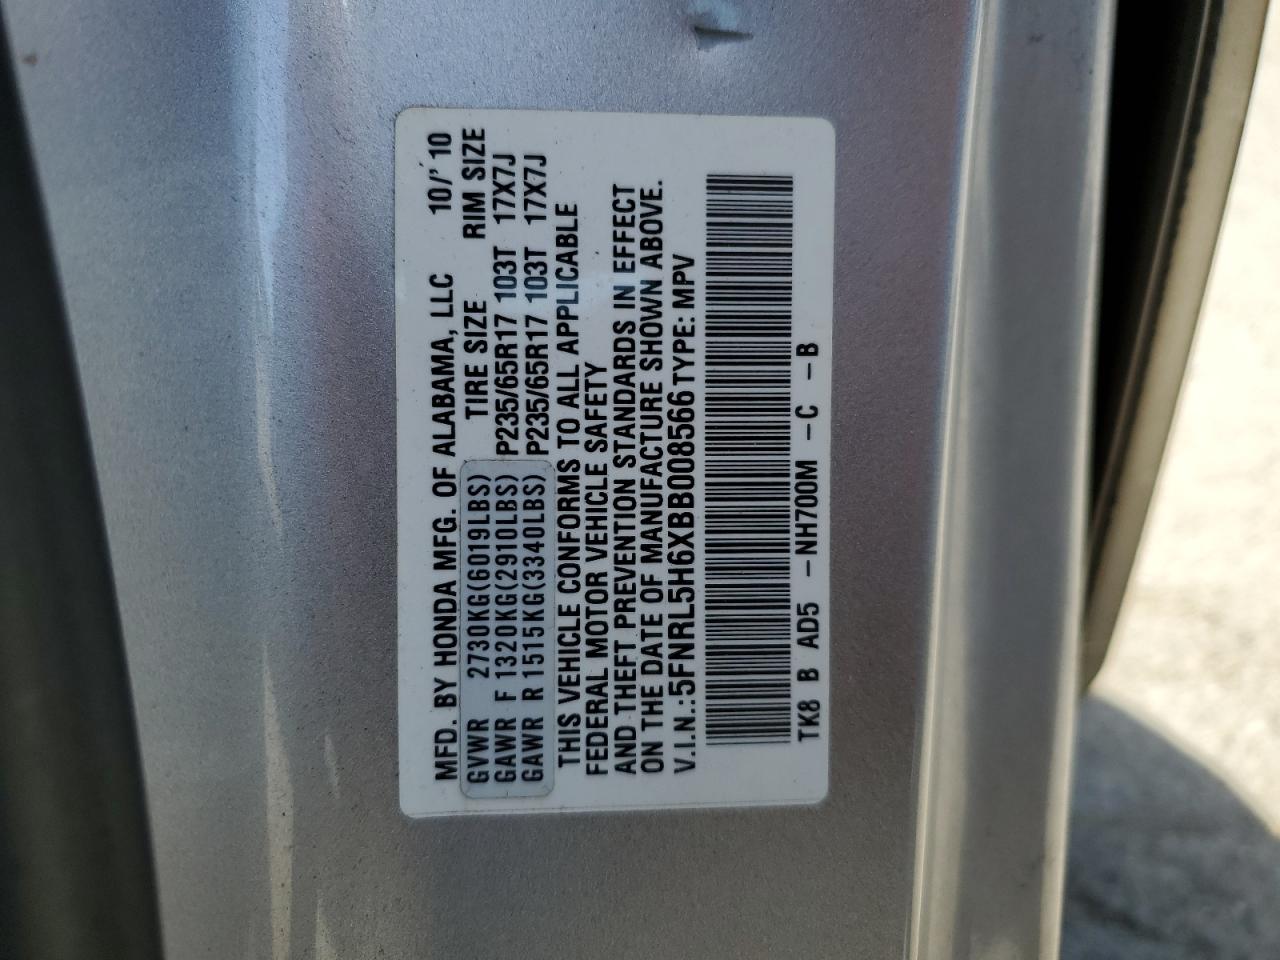 MFD. BY HONDA MFG. OF ALABAMA, LLC 10/'10
GVWR 2730KG(6019LBS) TIRE SIZE RIM SIZE
GAWR F 1320KG(2910LBS) P235/65R17 103T 17X7J
GAWR R 1515KG(3340LBS) P235/65R17 103T 17X7J
THIS VEHICLE CONFORMS TO ALL APPLICABLE
FEDERAL MOTOR VEHICLE SAFETY
AND THEFT PREVENTION STANDARDS IN EFFECT
ON THE DATE OF MANUFACTURE SHOWN ABOVE.
V.I.N.:5FNRL5H6XBB008566 TYPE: MPV
TK8 B AD5 -NH700M -C -B